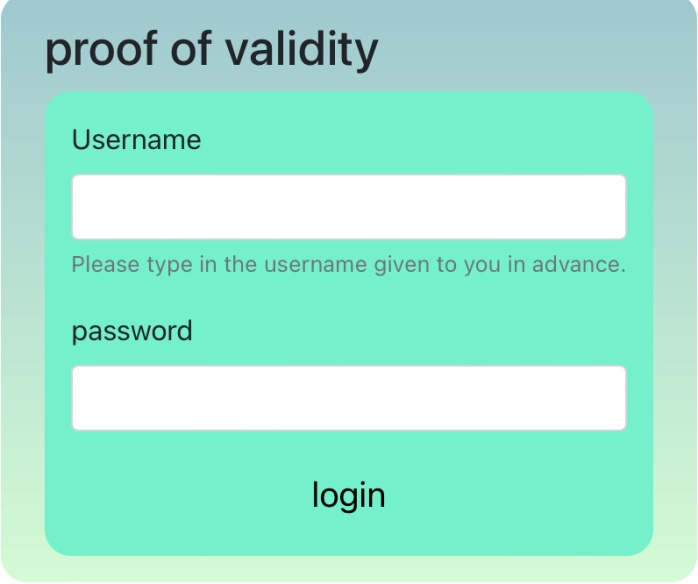 proof of validity
Username
Please type in the username given to you in advance.
password
login